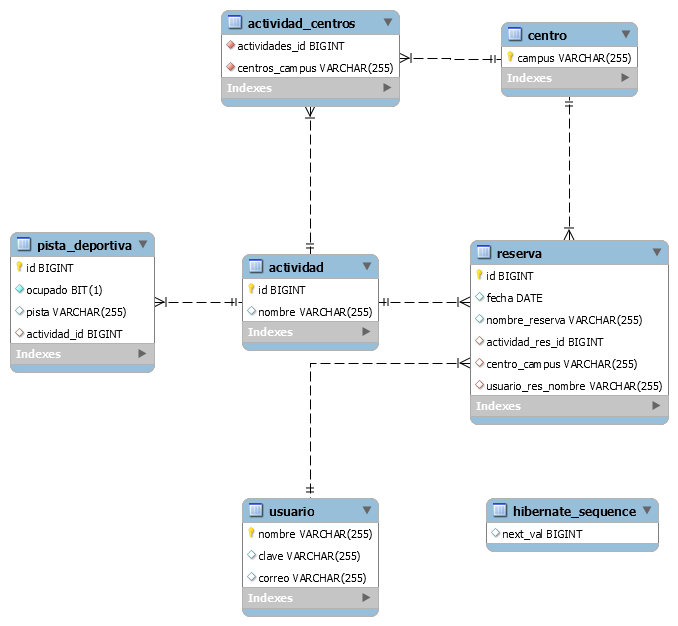 actividad_centros
actividades_id BIGINT
centros_campus VARCHAR(255)
Indexes
centro
campus VARCHAR(255)
Indexes
pista_deportiva
id BIGINT
ocupado BIT(1)
pista VARCHAR(255)
actividad_id BIGINT
Indexes
actividad
id BIGINT
nombre VARCHAR(255)
Indexes
reserva
id BIGINT
fecha DATE
nombre_reserva VARCHAR(255)
actividad_res_id BIGINT
centro_campus VARCHAR(255)
usuario_res_nombre VARCHAR(255)
Indexes
usuario
nombre VARCHAR(255)
clave VARCHAR(255)
correo VARCHAR(255)
Indexes
hibernate_sequence
next_val BIGINT